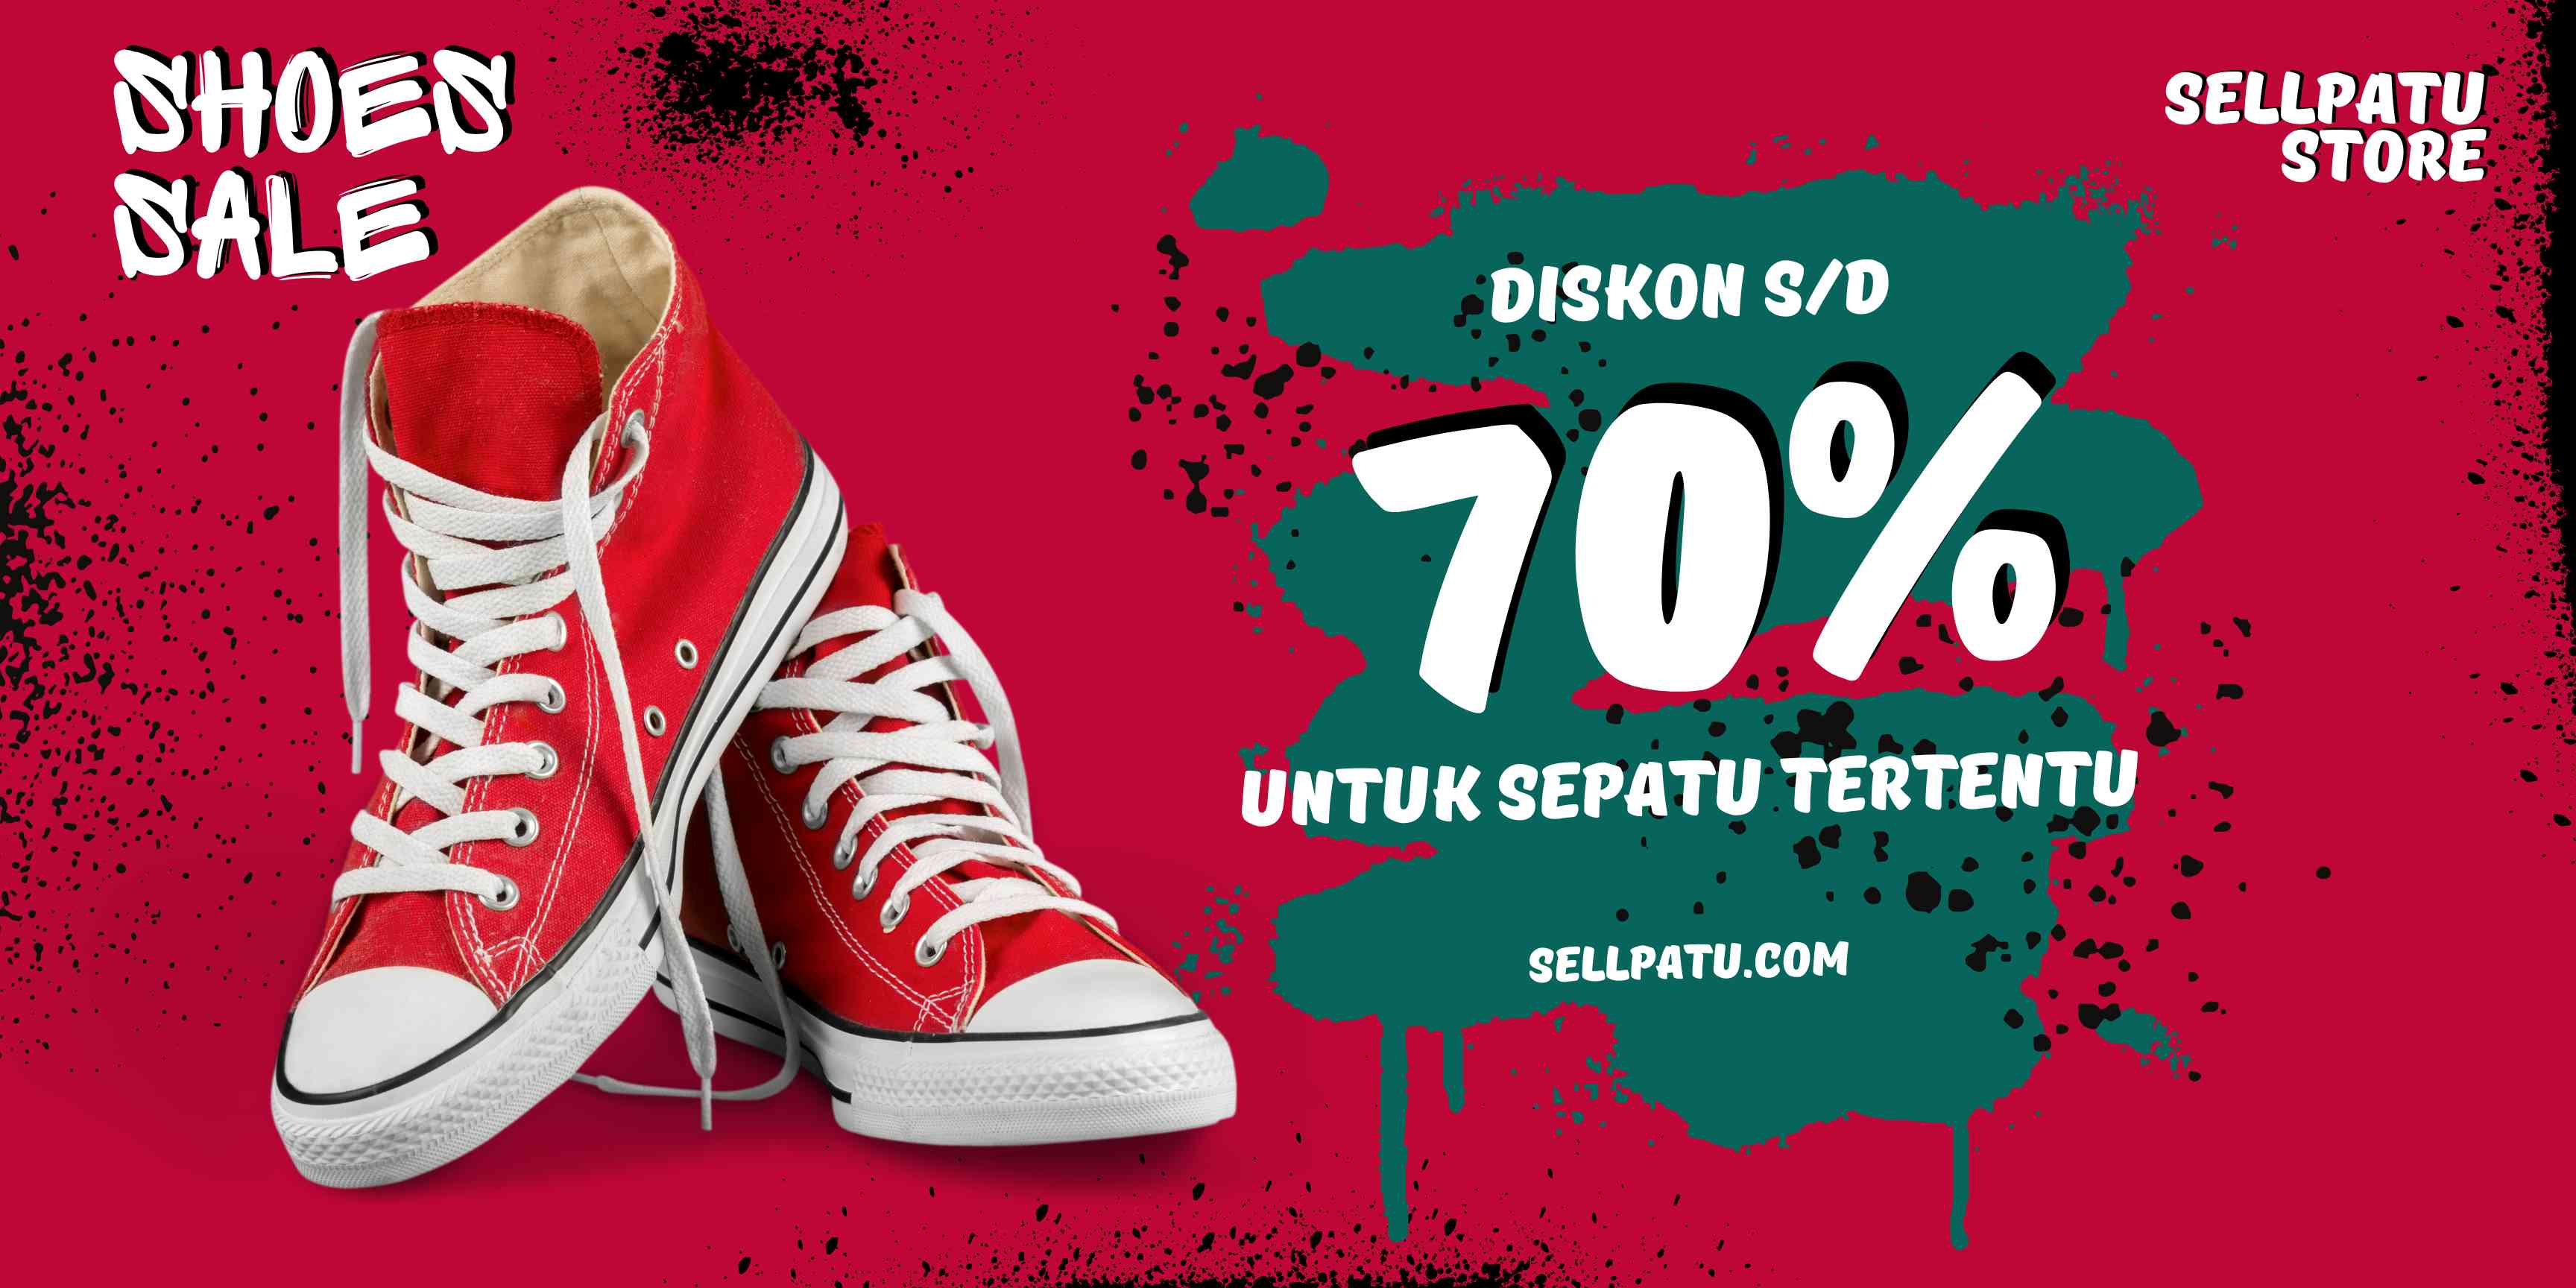 SHOES
SALE
SELLPATU
STORE
DISKON S/D
70%
UNTUK SEPATU TERTENTU
SELLPATU.COM